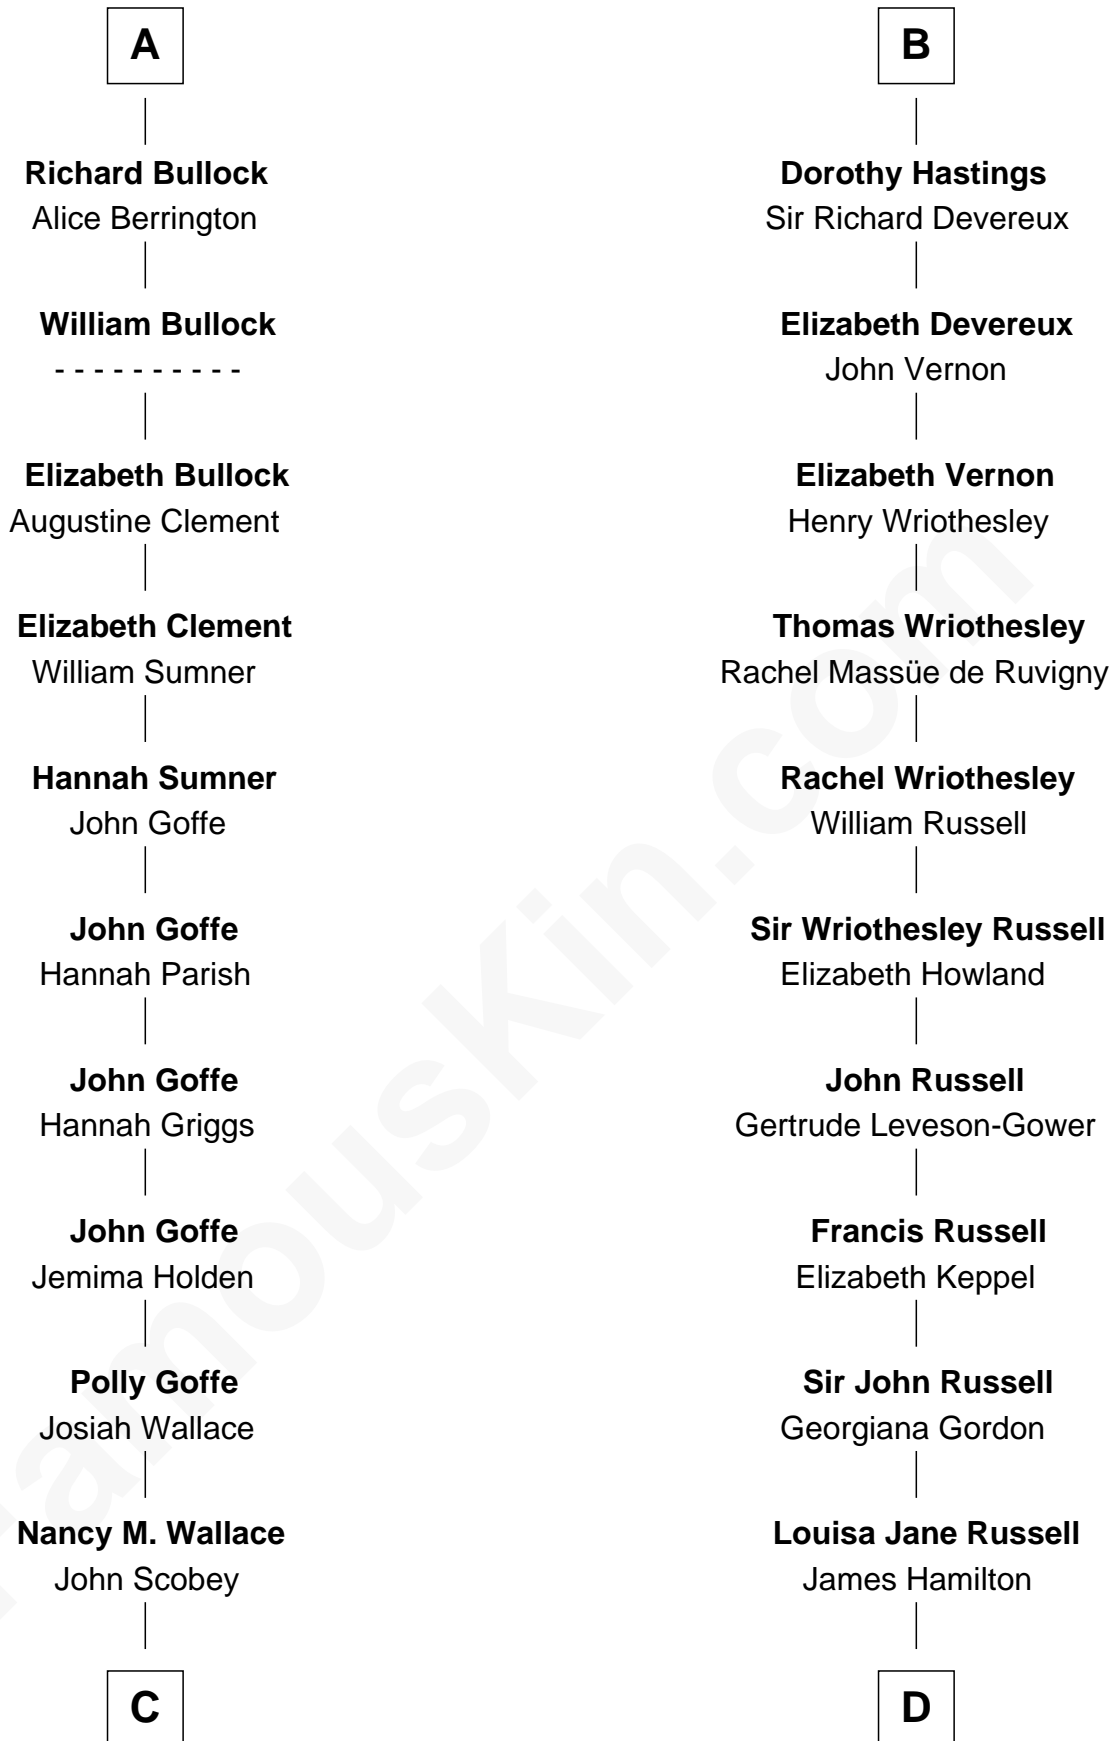 A
Richard Bullock
Alice Berrington
William Bullock
- - - - - - - - - -
Elizabeth Bullock
Augustine Clement
Elizabeth Clement
William Sumner
Hannah Sumner
John Goffe
John Goffe
Hannah Parish
John Goffe
Hannah Griggs
John Goffe
Jemima Holden
Polly Goffe
Josiah Wallace
Nancy M. Wallace
John Scobey
C
B
Dorothy Hastings
Sir Richard Devereux
Elizabeth Devereux
John Vernon
Elizabeth Vernon
Henry Wriothesley
Thomas Wriothesley
Rachel Massüe de Ruvigny
Rachel Wriothesley
William Russell
Sir Wriothesley Russell
Elizabeth Howland
John Russell
Gertrude Leveson-Gower
Francis Russell
Elizabeth Keppel
Sir John Russell
Georgiana Gordon
Louisa Jane Russell
James Hamilton
D
FamousKin.com